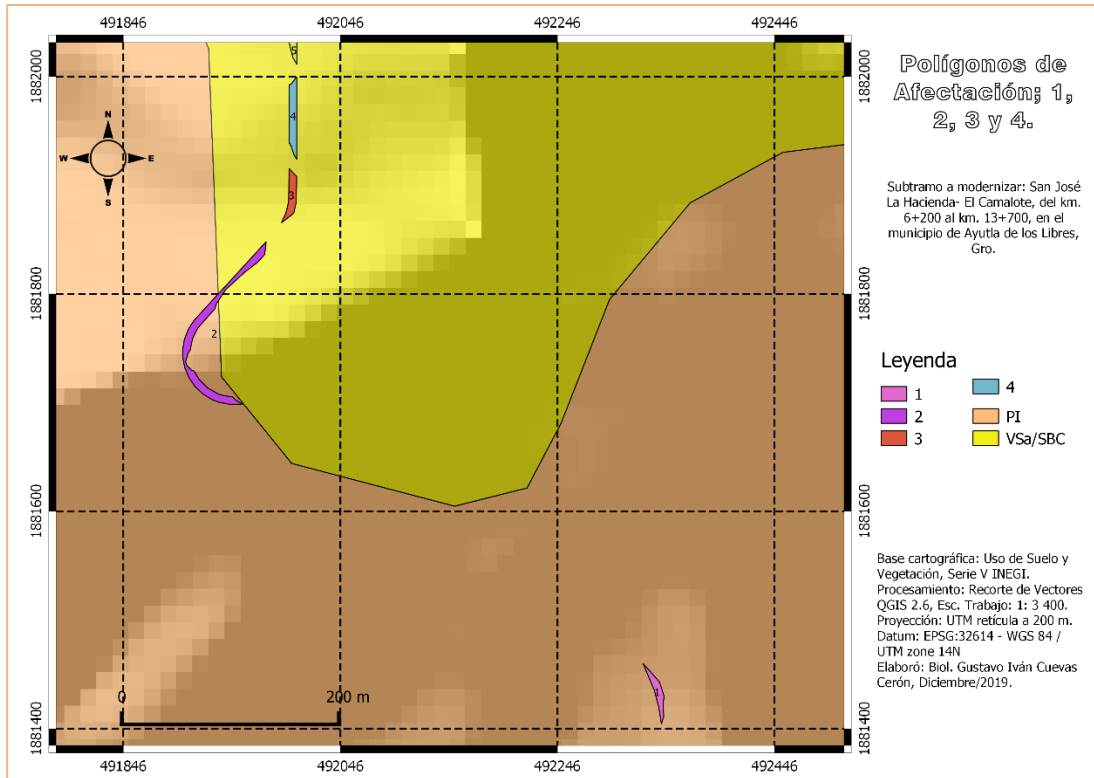 491846 492046 492246 492446
1882000
1881800
1881600
1881400
N
W E
S
5
4
3
2
1
0 200 m
491846 492046 492246 492446
1882000
1881800
1881600
1881400
Polígonos de
Afectación; 1,
2, 3 y 4.
Subtramo a modernizar: San José
La Hacienda- El Camalote, del km.
6+200 al km. 13+700, en el
municipio de Ayutla de los Libres,
Gro.
Leyenda
1
2
3
4
PI
VSa/SBC
Base cartográfica: Uso de Suelo y
Vegetación, Serie V INEGI.
Procesamiento: Recorte de Vectores
QGIS 2.6, Esc. Trabajo: 1: 3 400.
Proyección: UTM retícula a 200 m.
Datum: EPSG:32614 - WGS 84 /
UTM zone 14N
Elaboró: Biol. Gustavo Iván Cuevas
Cerón, Diciembre/2019.